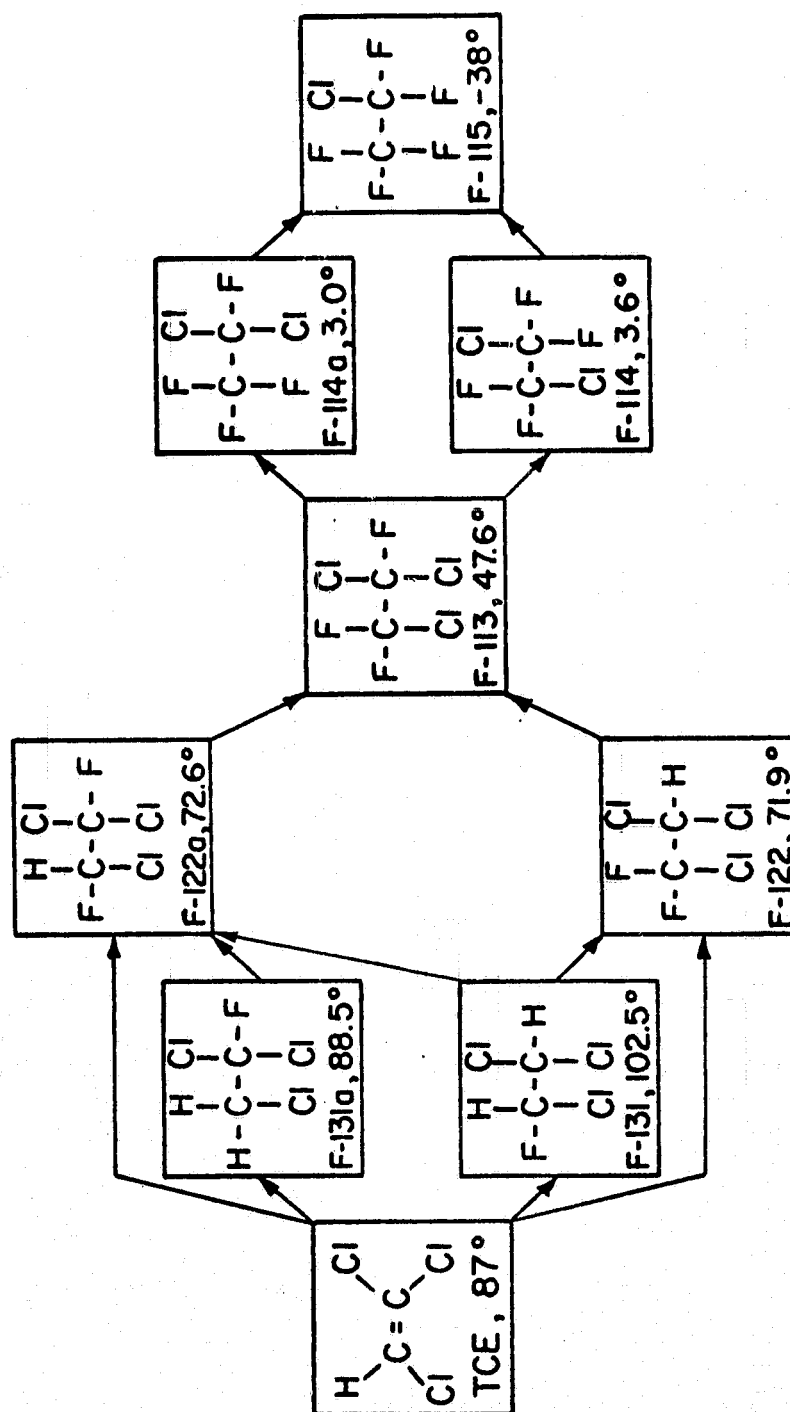 H Cl
C=C
Cl Cl
TCE, 87°
H Cl
H-C-C-F
Cl Cl
F-131a, 88.5°
H Cl
F-C-C-H
Cl Cl
F-131, 102.5°
H Cl
F-C-C-F
Cl Cl
F-122a, 72.6°
F Cl
F-C-C-H
Cl Cl
F-122, 71.9°
F Cl
F-C-C-F
Cl Cl
F-113, 47.6°
F Cl
F-C-C-F
F Cl
F-114a, 3.0°
F Cl
F-C-C-F
Cl F
F-114, 3.6°
F Cl
F-C-C-F
F F
F-115, -38°